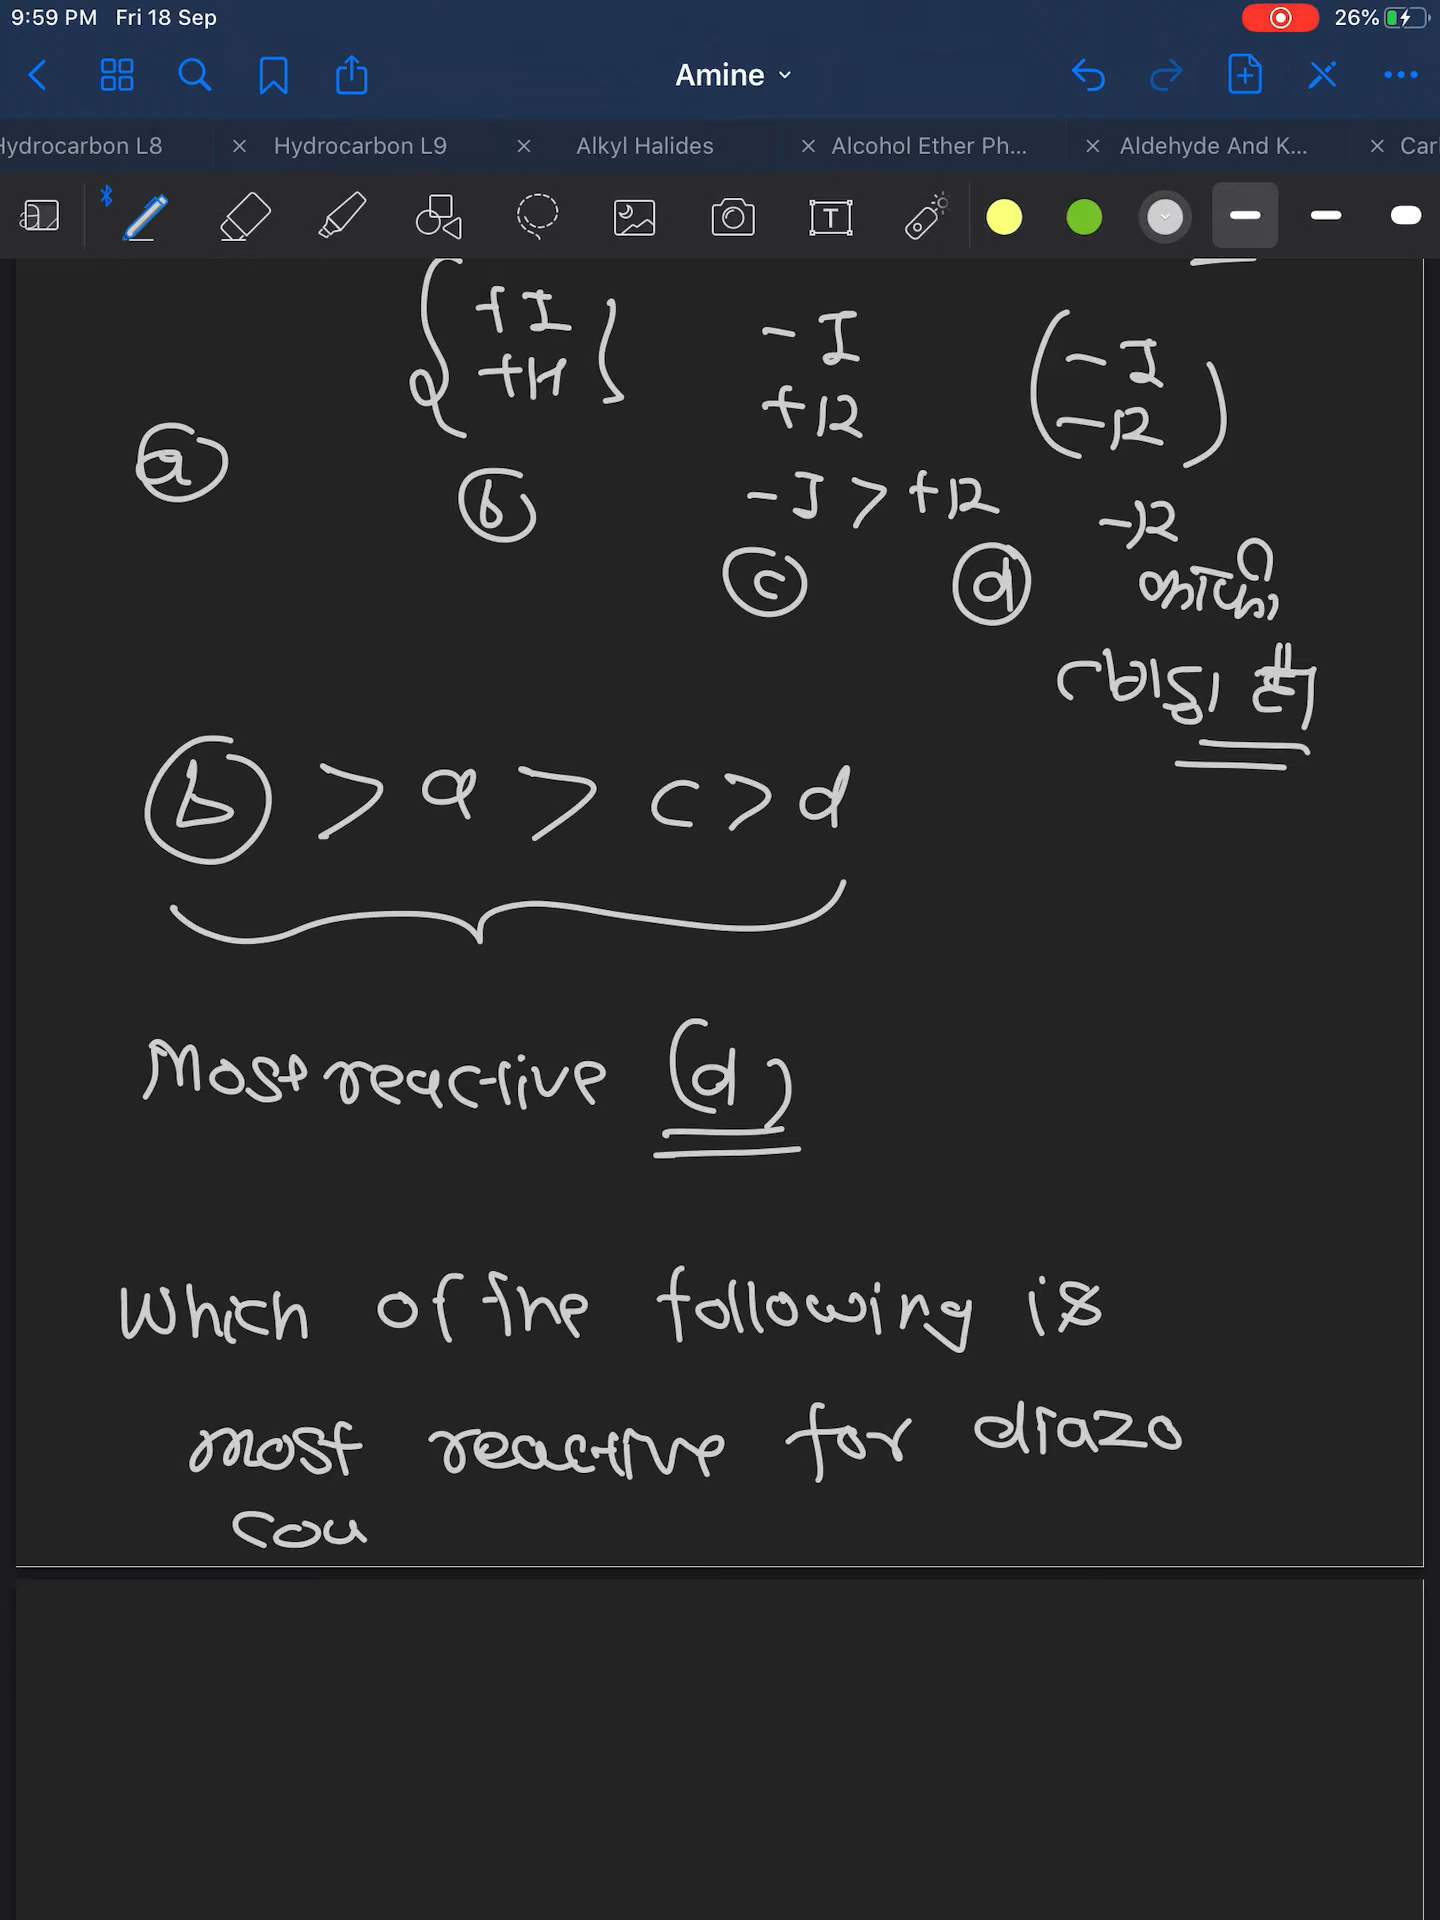 9:59 PM Fri 18 Sep 26%
Amine
Hydrocarbon L8 × Hydrocarbon L9 × Alkyl Halides × Alcohol Ether Ph... × Aldehyde And K... × Car
T
+I
+H
-I
+R
-I
-R
a
b
-I > +R
-R
c
d
काफी
b > a > c > d
Most reactive (d)
Which of the following is
most reactive for diazo
cou